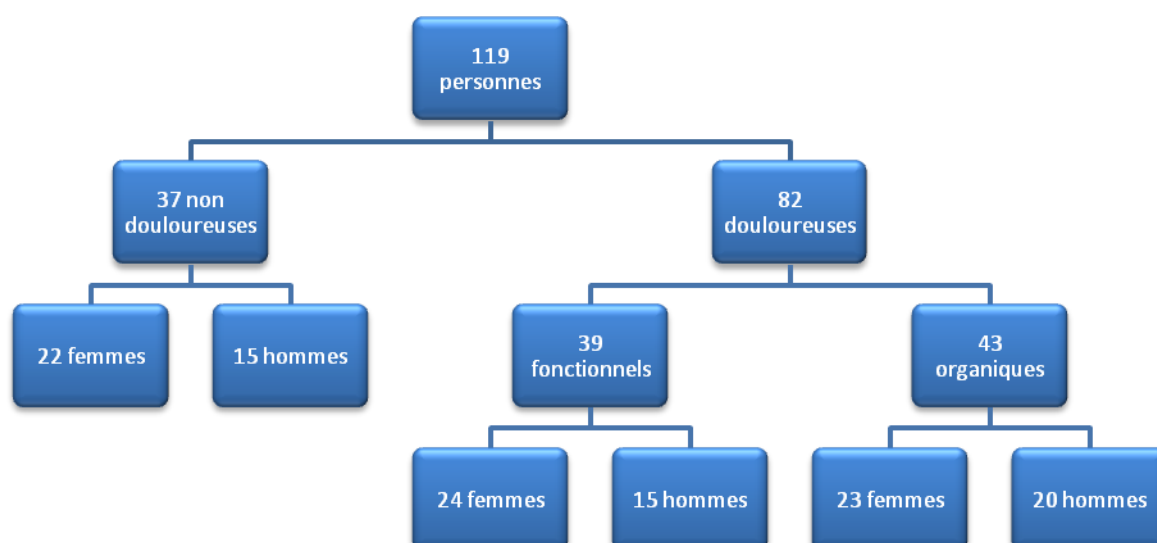 119
personnes
37 non
douloureuses
82
douloureuses
22 femmes
15 hommes
39
fonctionnels
43
organiques
24 femmes
15 hommes
23 femmes
20 hommes